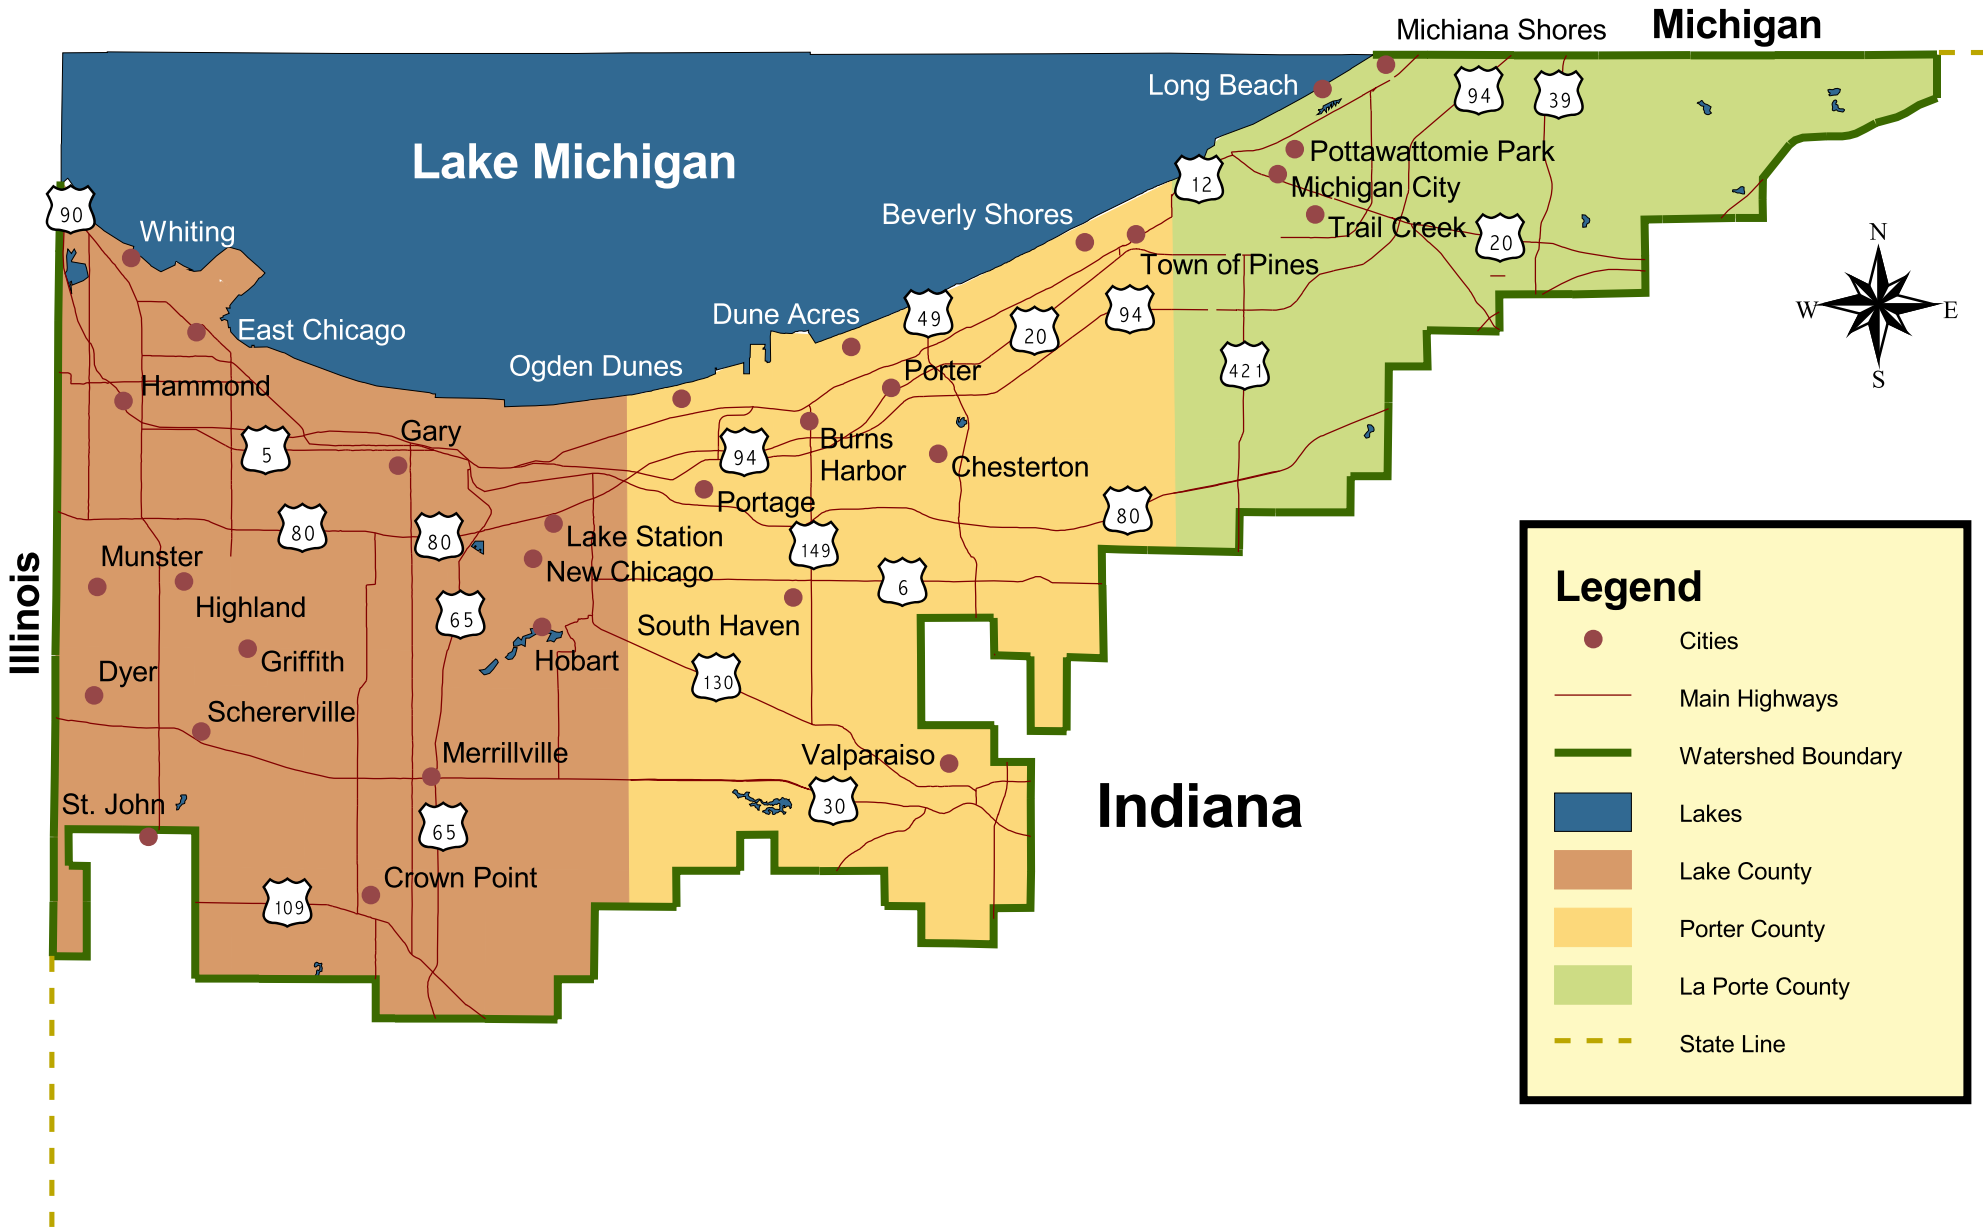 Michiana Shores
Michigan
Long Beach
94
39
Lake Michigan
Pottawattomie Park
12
Michigan City
90
Beverly Shores
Trail Creek
20
Whiting
N
Town of Pines
W
E
S
Dune Acres
49
94
20
East Chicago
Ogden Dunes
Porter
421
Hammond
Gary
5
94
Burns
Harbor
Chesterton
Portage
80
80
80
149
Lake Station
New Chicago
Munster
Highland
6
65
South Haven
Illinois
Griffith
Hobart
Dyer
130
Schererville
Merrillville
Valparaiso
30
St. John
65
Indiana
Crown Point
109
Legend
Cities
Main Highways
Watershed Boundary
Lakes
Lake County
Porter County
La Porte County
State Line